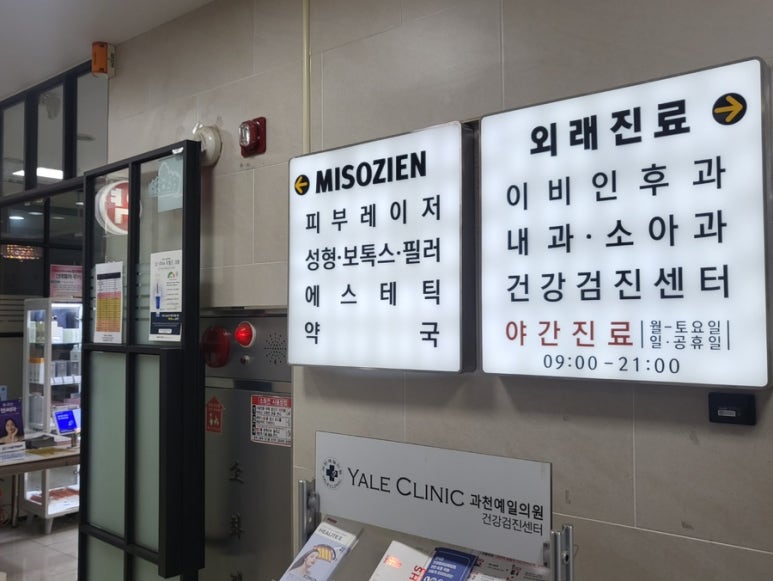 MISOZIEN
피부레이저
성형·보톡스·필러
에스테틱
약국
외래진료
이비인후과
내과·소아과
건강검진센터
야간진료
월-토요일
일·공휴일
09:00-21:00
YALE CLINIC 과천예일의원
건강검진센터
소화전